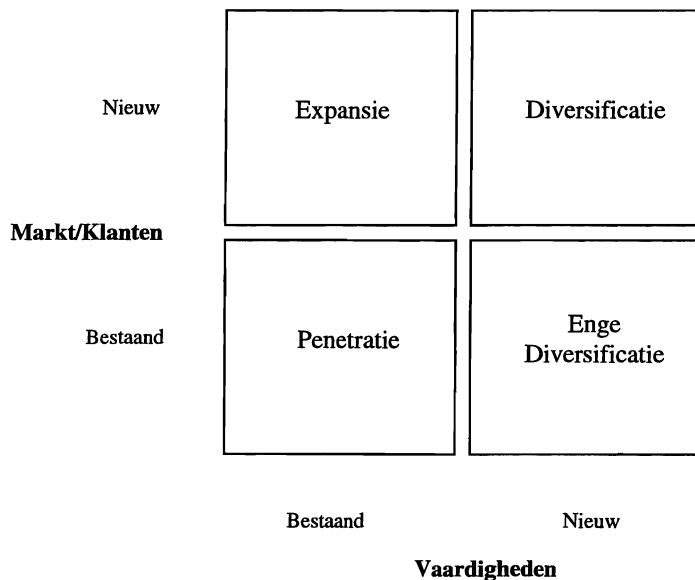 Nieuw
Expansie
Diversificatie
Markt/Klanten
Bestaand
Penetratie
Enge
Diversificatie
Bestaand
Nieuw
Vaardigheden